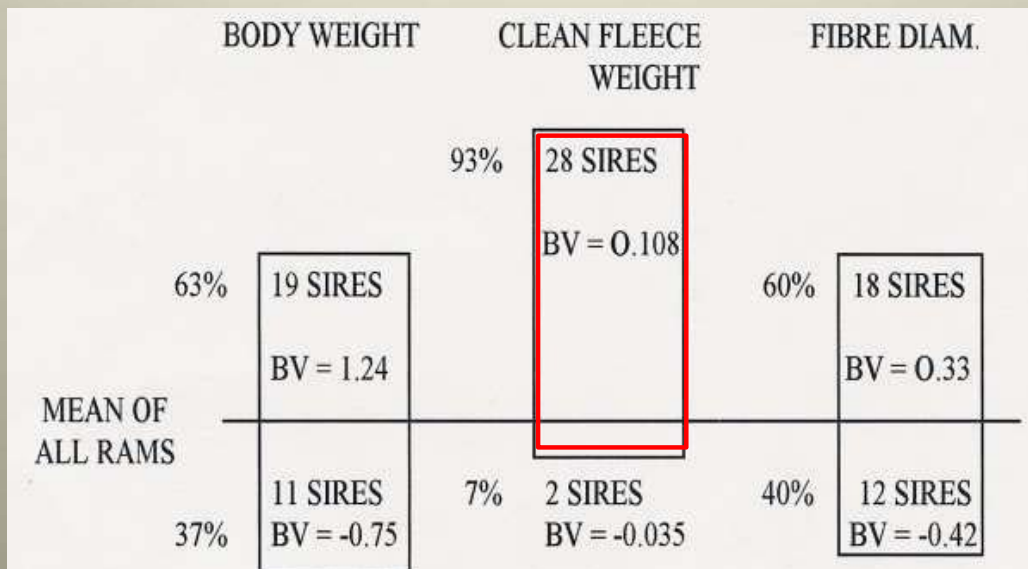 BODY WEIGHT
CLEAN FLEECE
WEIGHT
FIBRE DIAM.
93%
28 SIRES
BV = O.108
63%
19 SIRES
BV = 1.24
60%
18 SIRES
BV = O.33
MEAN OF
ALL RAMS
37%
11 SIRES
BV = -0.75
7%
2 SIRES
BV = -0.035
40%
12 SIRES
BV = -0.42